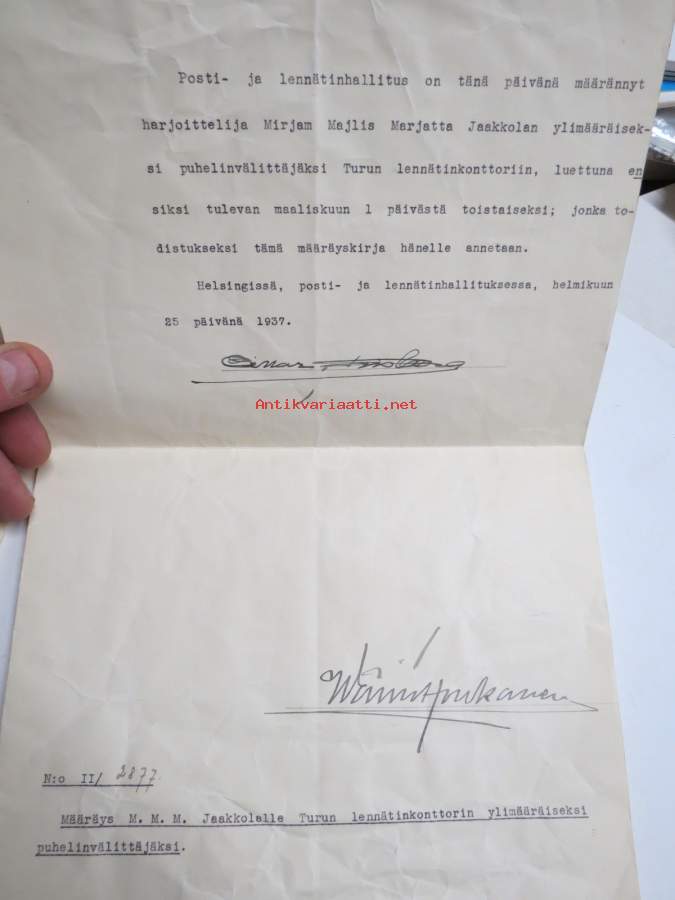 Posti- ja lennätinhallitus on tänä päivänä määrännyt
harjoittelija Mirjam Majlis Marjatta Jaakkolan ylimääräisek-
si puhelinvälittäjäksi Turun lennätinkonttoriin, luettuna en
siksi tulevan maaliskuun 1 päivästä toistaiseksi; jonka to-
distukseksi tämä määräyskirja hänelle annetaan.
Helsingissä, posti- ja lennätinhallituksessa, helmikuun
25 päivänä 1937.
Antikvariaatti.net
N:o II/ 2877.
Määräys M. M. M. Jaakkolalle Turun lennätinkonttorin ylimääräiseksi
puhelinvälittäjäksi.